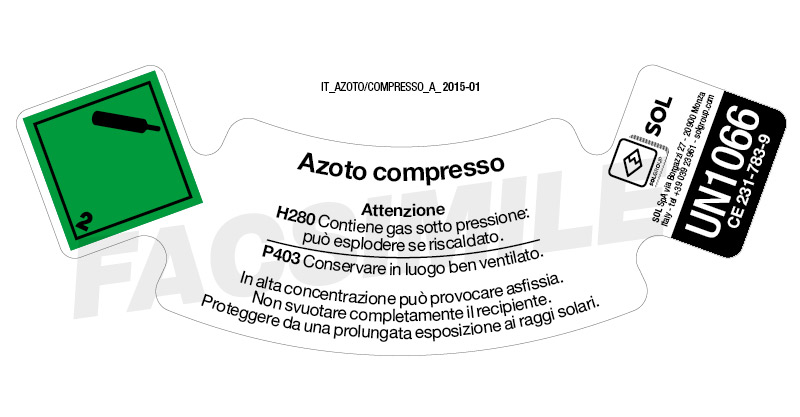 IT_AZOTO/COMPRESSO_A_2015-01
2
Azoto compresso
Attenzione
H280 Contiene gas sotto pressione:
può esplodere se riscaldato.
P403 Conservare in luogo ben ventilato.
In alta concentrazione può provocare asfissia.
Non svuotare completamente il recipiente.
Proteggere da una prolungata esposizione ai raggi solari.
FACSIMILE
SOL
SOLGROUP
SOL SpA via Borgazzi 27 - 20900 Monza
Italy - tel +39 039 23961 - solgroup.com
UN1066
CE 231-783-9